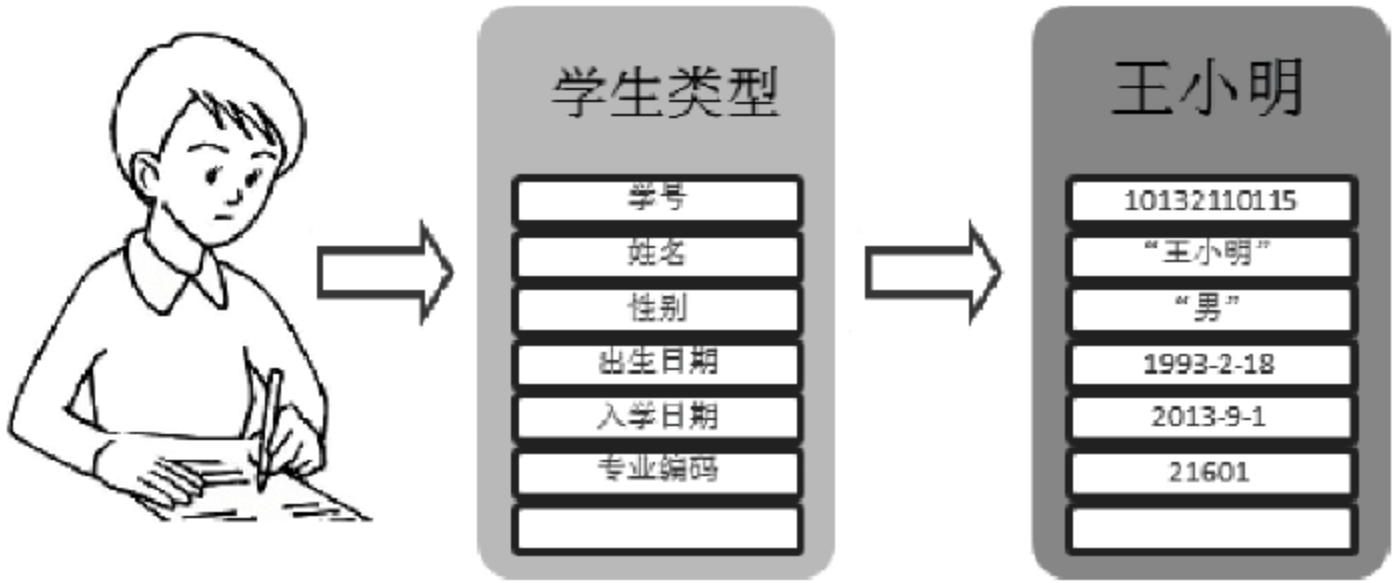 学生类型
学号
姓名
性别
出生日期
入学日期
专业编码
王小明
10132110115
“王小明”
“男”
1993-2-18
2013-9-1
21601